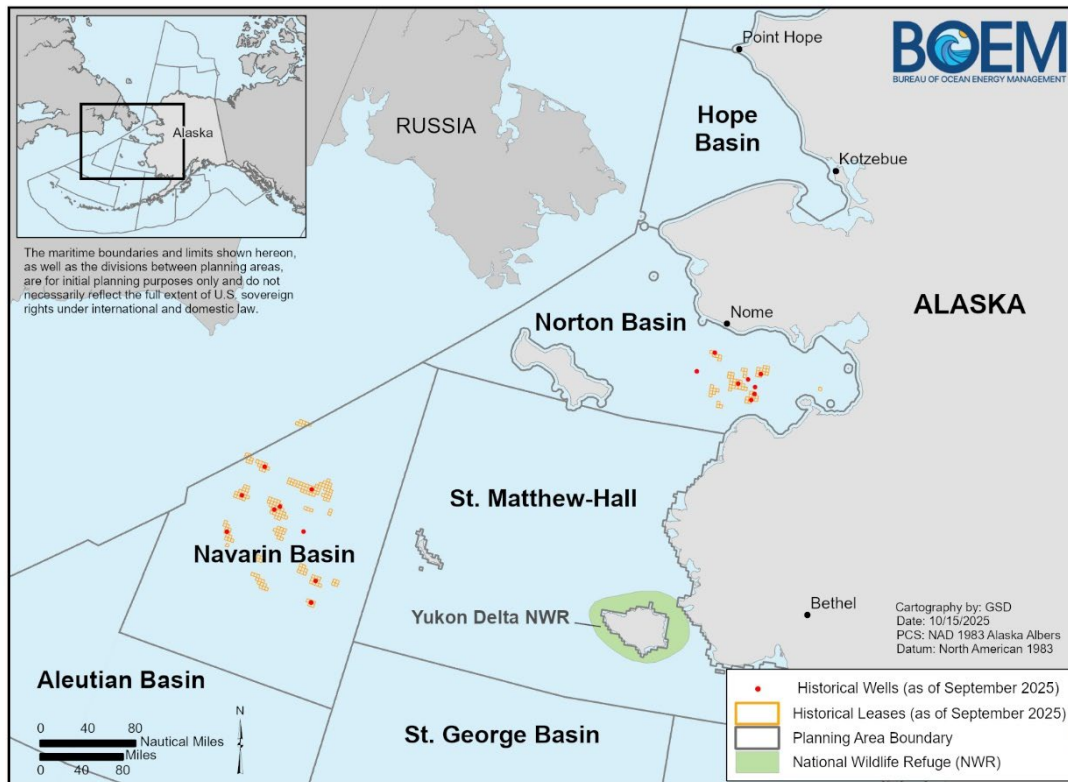 Point Hope
BOEM
BUREAU OF OCEAN ENERGY MANAGEMENT
Alaska
RUSSIA
Hope
Basin
Kotzebue
The maritime boundaries and limits shown hereon,
as well as the divisions between planning areas,
are for initial planning purposes only and do not
necessarily reflect the full extent of U.S. sovereign
rights under international and domestic law.
Norton Basin
Nome
ALASKA
St. Matthew-Hall
Navarin Basin
Yukon Delta NWR
Bethel
Cartography by: GSD
Date: 10/15/2025
PCS: NAD 1983 Alaska Albers
Datum: North American 1983
Aleutian Basin
St. George Basin
N
0 40 80
Nautical Miles
Miles
0 40 80
Historical Wells (as of September 2025)
Historical Leases (as of September 2025)
Planning Area Boundary
National Wildlife Refuge (NWR)